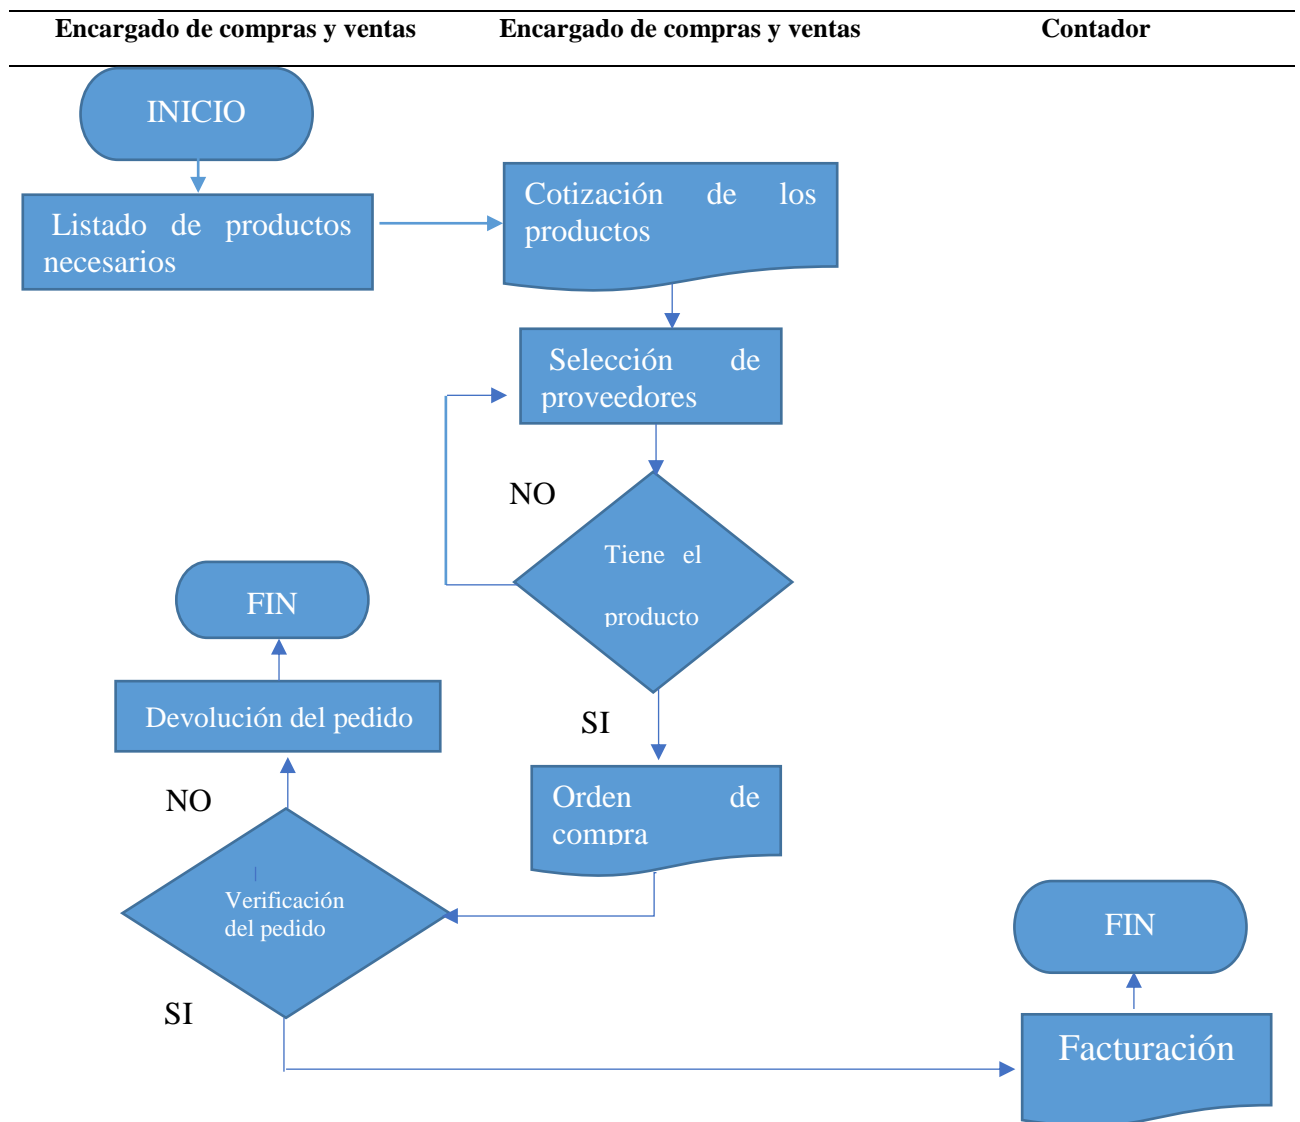 Encargado de compras y ventas
Encargado de compras y ventas
Contador
INICIO
Listado de productos
necesarios
Cotización de los
productos
Selección de
proveedores
NO
Tiene el
producto
SI
Orden de
compra
FIN
Devolución del pedido
NO
Verificación
del pedido
SI
FIN
Facturación